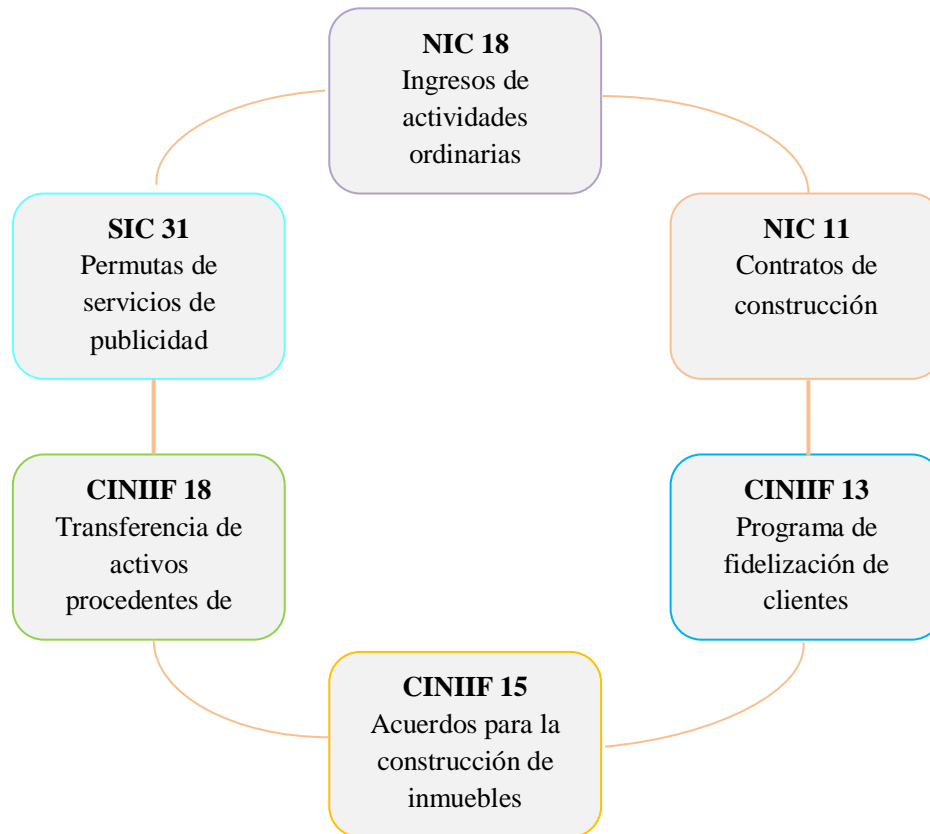 NIC 18
Ingresos de
actividades
ordinarias
SIC 31
Permutas de
servicios de
publicidad
NIC 11
Contratos de
construcción
CINIIF 18
Transferencia de
activos
procedentes de
CINIIF 13
Programa de
fidelización de
clientes
CINIIF 15
Acuerdos para la
construcción de
inmuebles